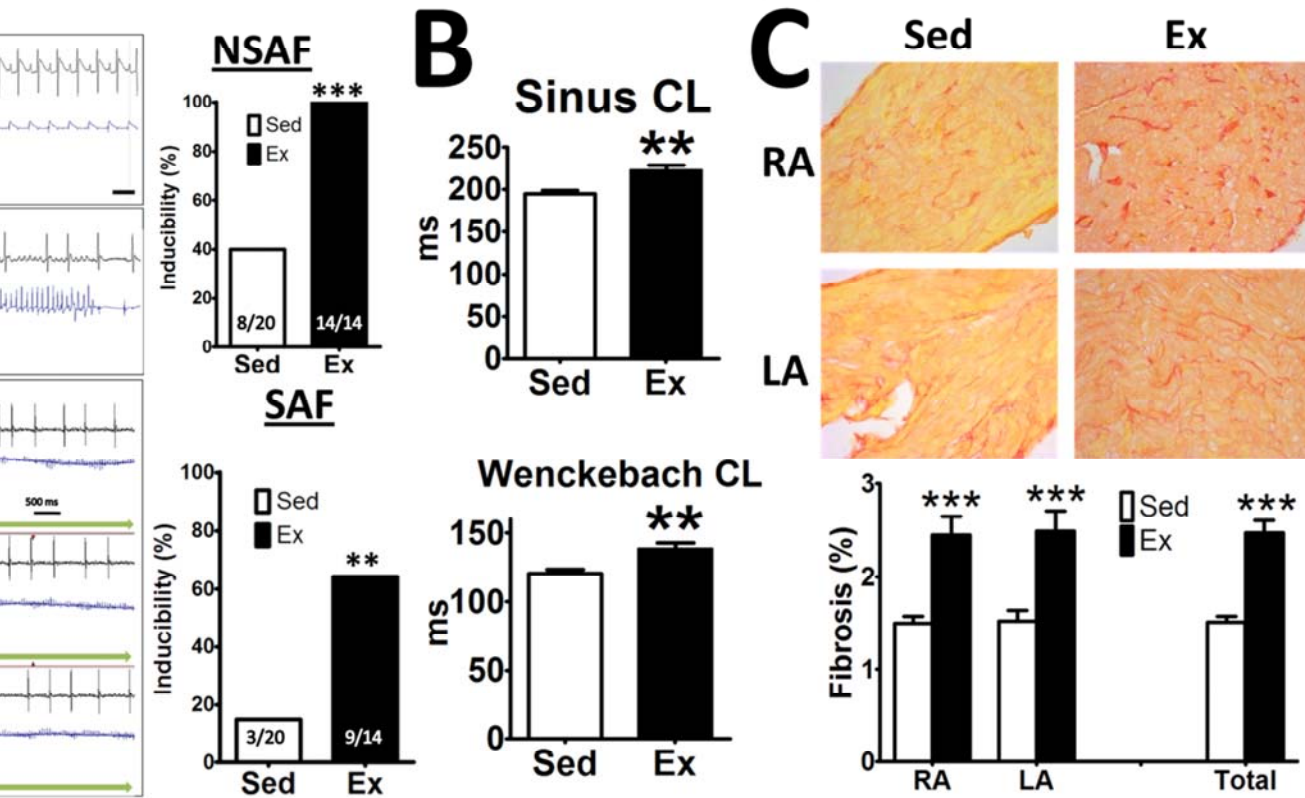 500 ms
NSAF
***
Inducibility (%)
100
80
60
40
20
0
Sed
Ex
8/20
14/14
Sed
Ex
SAF
Inducibility (%)
100
80
60
40
20
0
Sed
Ex
**
3/20
9/14
Sed
Ex
B
Sinus CL
**
ms
250
200
150
100
50
0
Sed
Ex
Wenckebach CL
**
ms
150
100
50
0
Sed
Ex
C
Sed
Ex
RA
LA
Fibrosis (%)
3
2
1
0
***
***
***
Sed
Ex
RA
LA
Total